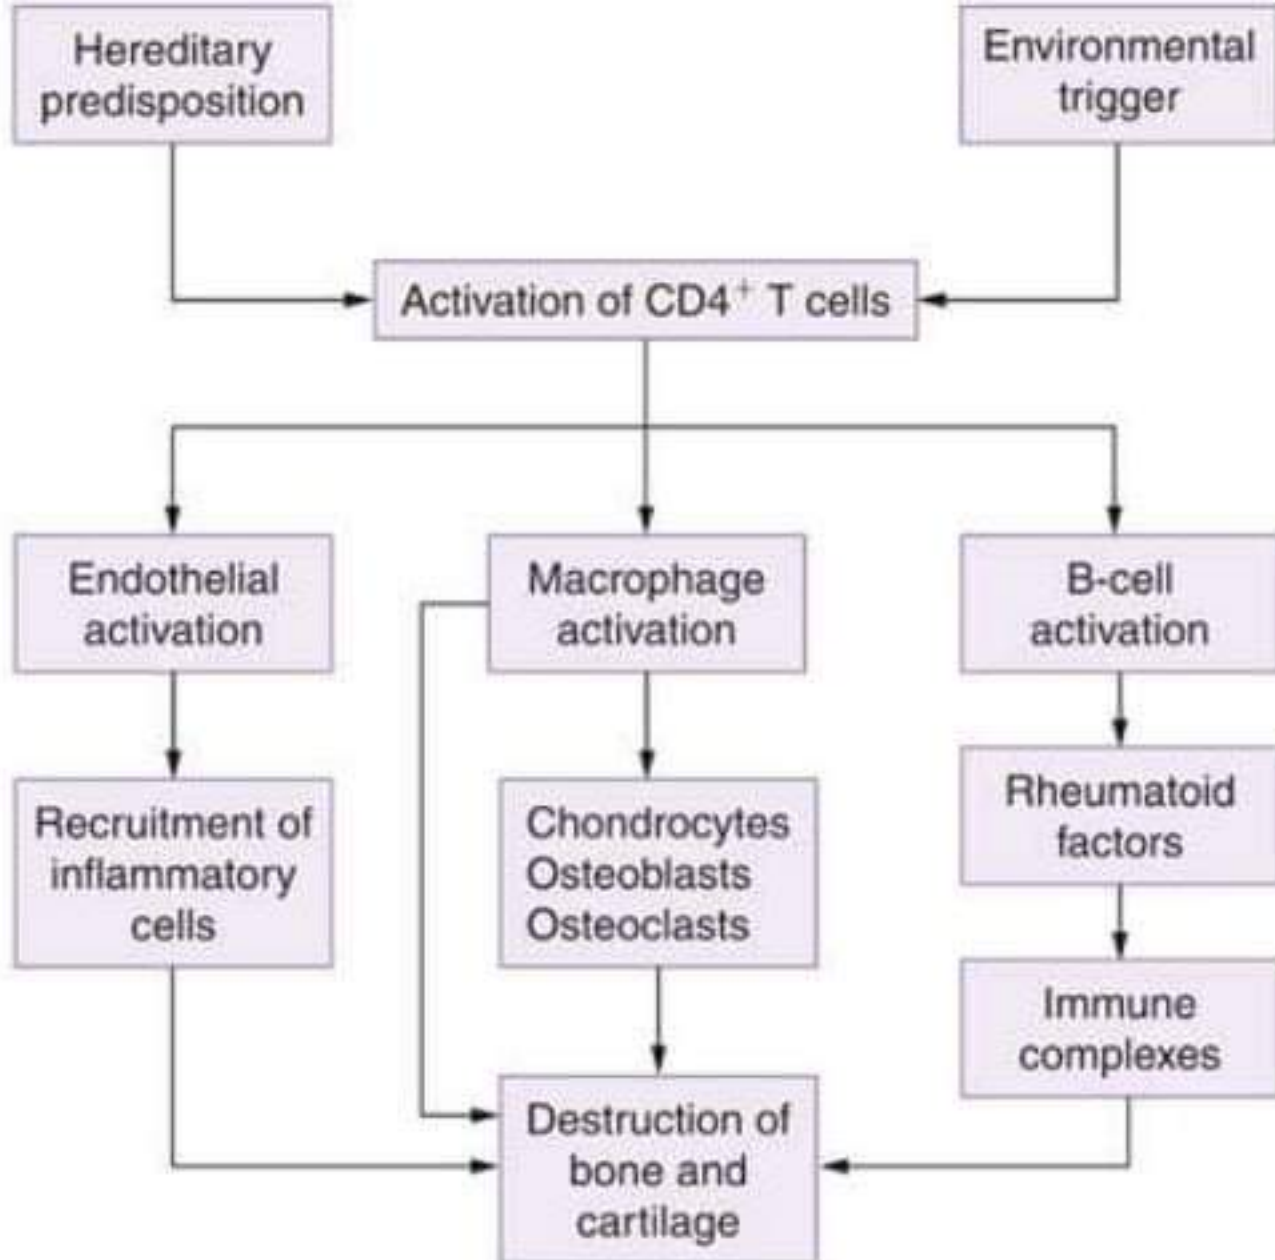 Hereditary
predisposition
Environmental
trigger
Activation of CD4⁺ T cells
Endothelial
activation
Macrophage
activation
B-cell
activation
Recruitment of
inflammatory
cells
Chondrocytes
Osteoblasts
Osteoclasts
Rheumatoid
factors
Immune
complexes
Destruction of
bone and
cartilage